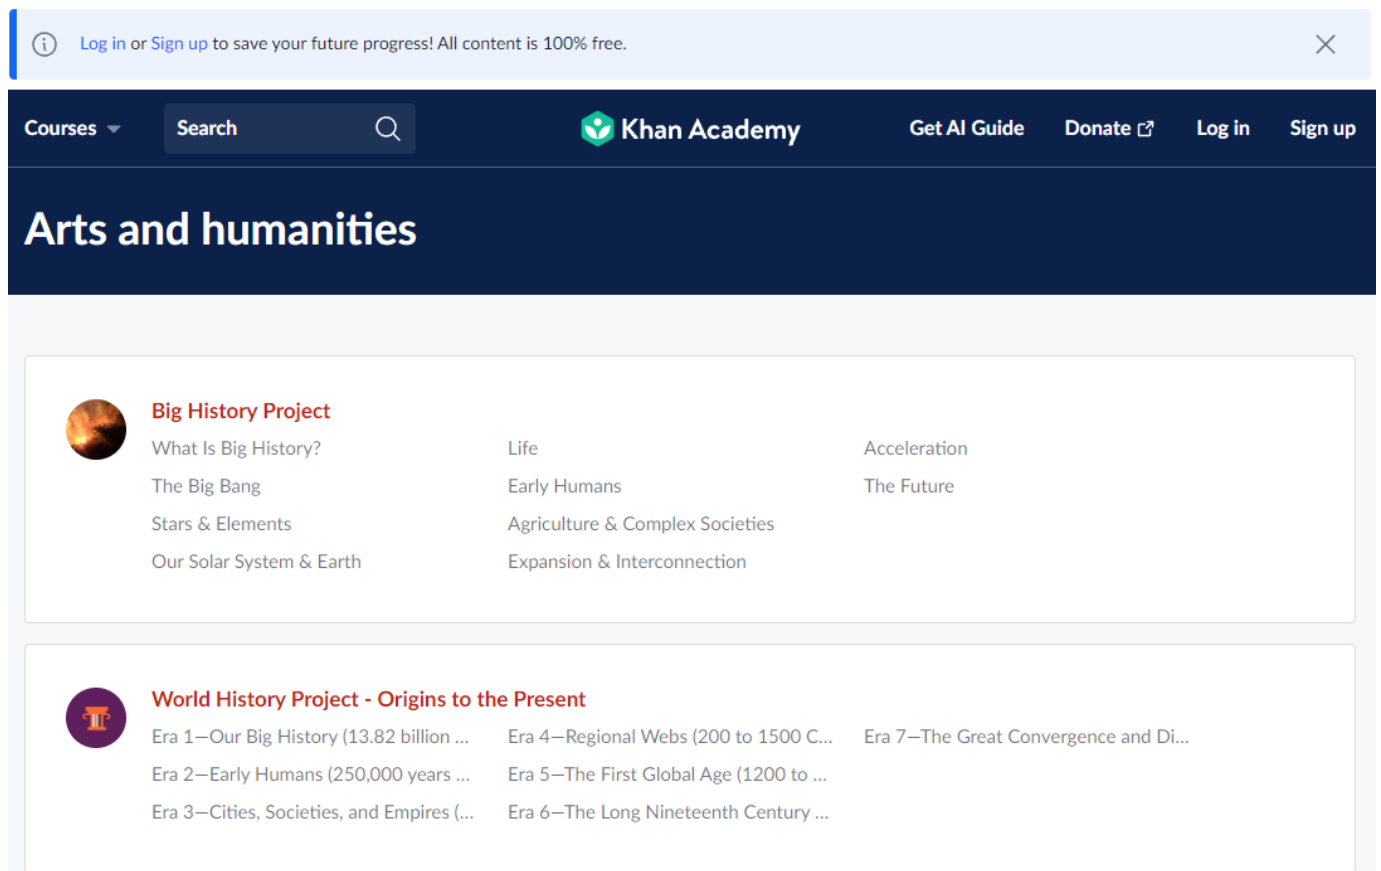 Log in or Sign up to save your future progress! All content is 100% free.
Courses
Search
Khan Academy
Get AI Guide
Donate
Log in
Sign up
Arts and humanities
Big History Project
What Is Big History?
The Big Bang
Stars & Elements
Our Solar System & Earth
Life
Early Humans
Agriculture & Complex Societies
Expansion & Interconnection
Acceleration
The Future
World History Project - Origins to the Present
Era 1—Our Big History (13.82 billion ...
Era 2—Early Humans (250,000 years ...
Era 3—Cities, Societies, and Empires (...
Era 4—Regional Webs (200 to 1500 C...
Era 5—The First Global Age (1200 to ...
Era 6—The Long Nineteenth Century ...
Era 7—The Great Convergence and Di...